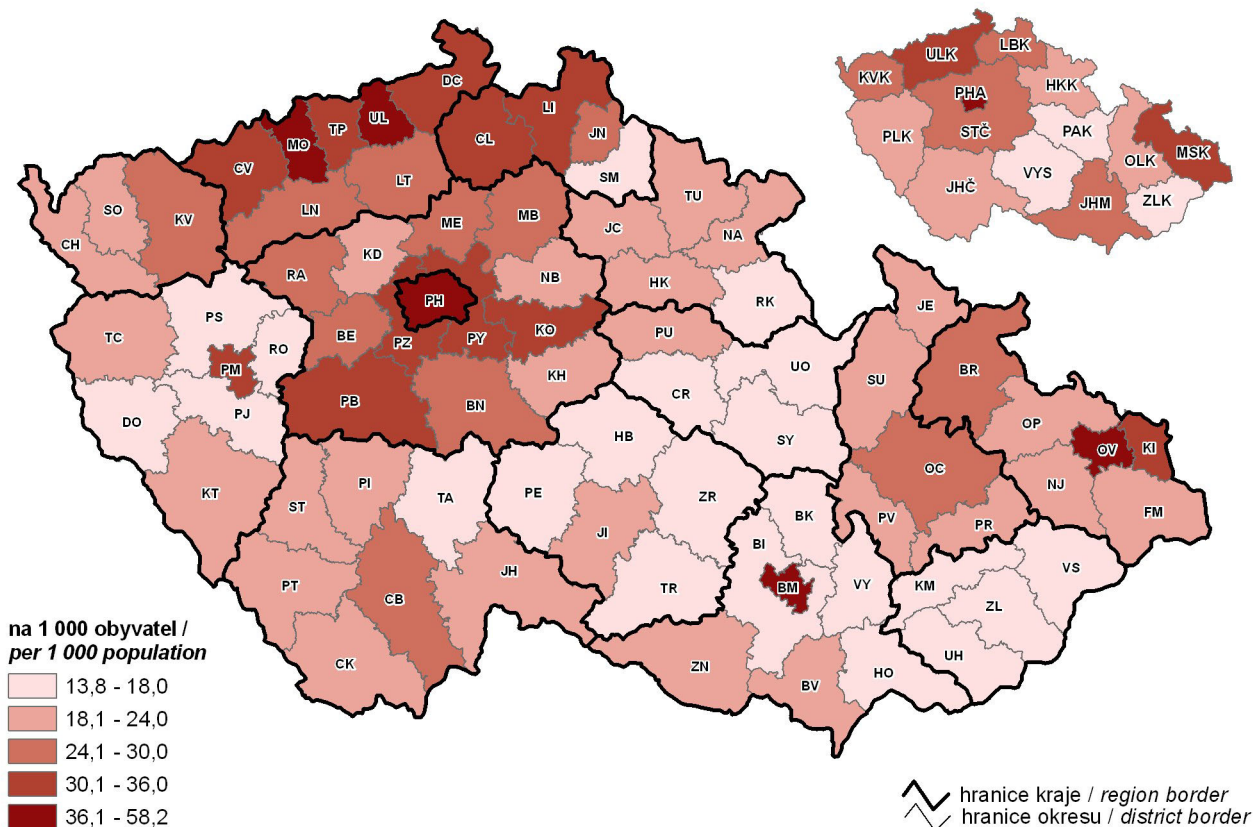 DC
UL
LI
TP
MO
CL
JN
CV
SM
LT
SO
LN
TU
KV
MB
ME
JC
NA
CH
KD
RA
NB
HK
PH
RK
PS
KO
TC
BE
PU
RO
PZ
PY
UO
PM
KH
CR
PB
BN
DO
PJ
HB
SY
JE
BR
SU
OP
OV
KI
OC
NJ
FM
KT
PI
TA
PE
ZR
ST
BK
PV
PR
JI
BI
JH
VS
PT
TR
BM
VY
KM
CB
ZL
CK
UH
ZN
HO
BV
ULK
LBK
KVK
HKK
PHA
STČ
PAK
PLK
MSK
OLK
VYS
JHČ
JHM
ZLK
na 1 000 obyvatel /
per 1 000 population
13,8 - 18,0
18,1 - 24,0
24,1 - 30,0
30,1 - 36,0
36,1 - 58,2
hranice kraje / region border
hranice okresu / district border